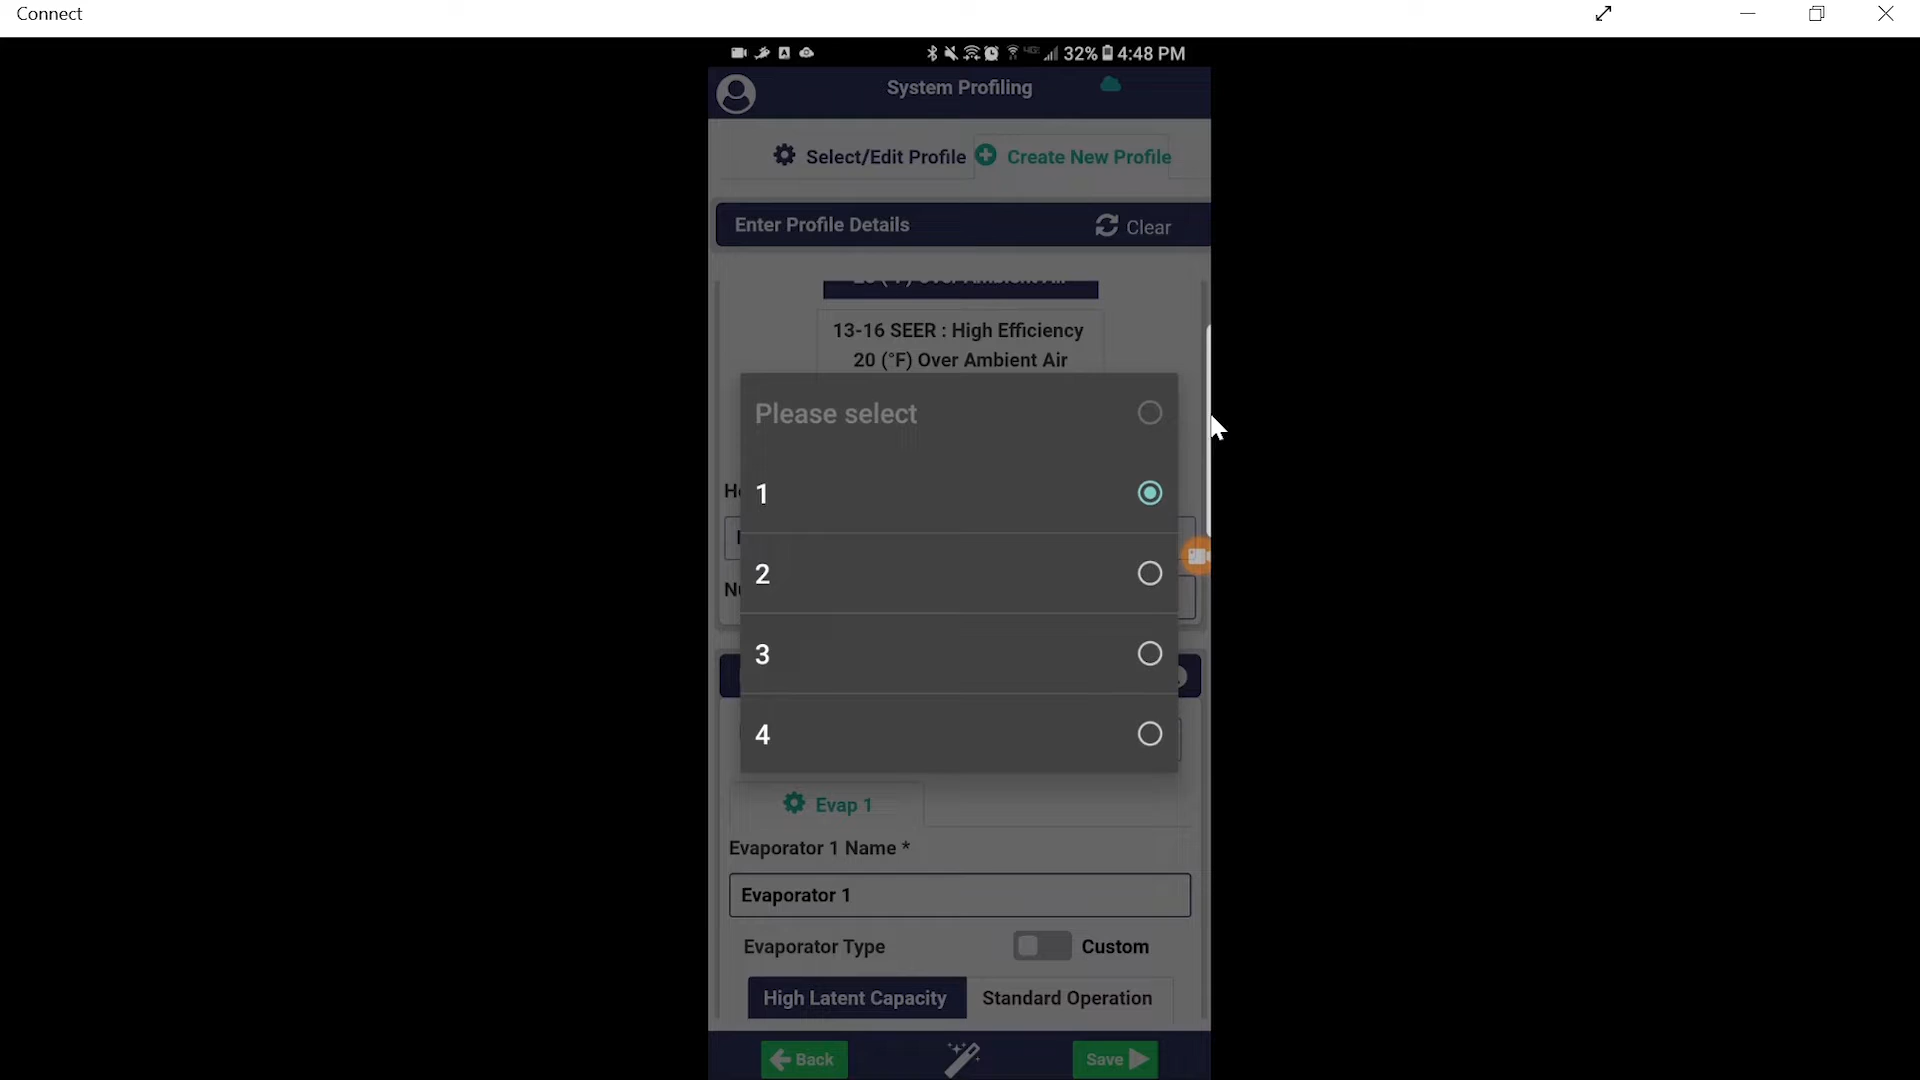 Connect
32% 4:48 PM
System Profiling
Select/Edit Profile
Create New Profile
Enter Profile Details
Clear
13-16 SEER : High Efficiency
20 (°F) Over Ambient Air
Please select
1
2
3
4
Evap 1
Evaporator 1 Name *
Evaporator 1
Evaporator Type
Custom
High Latent Capacity
Standard Operation
Back
Save